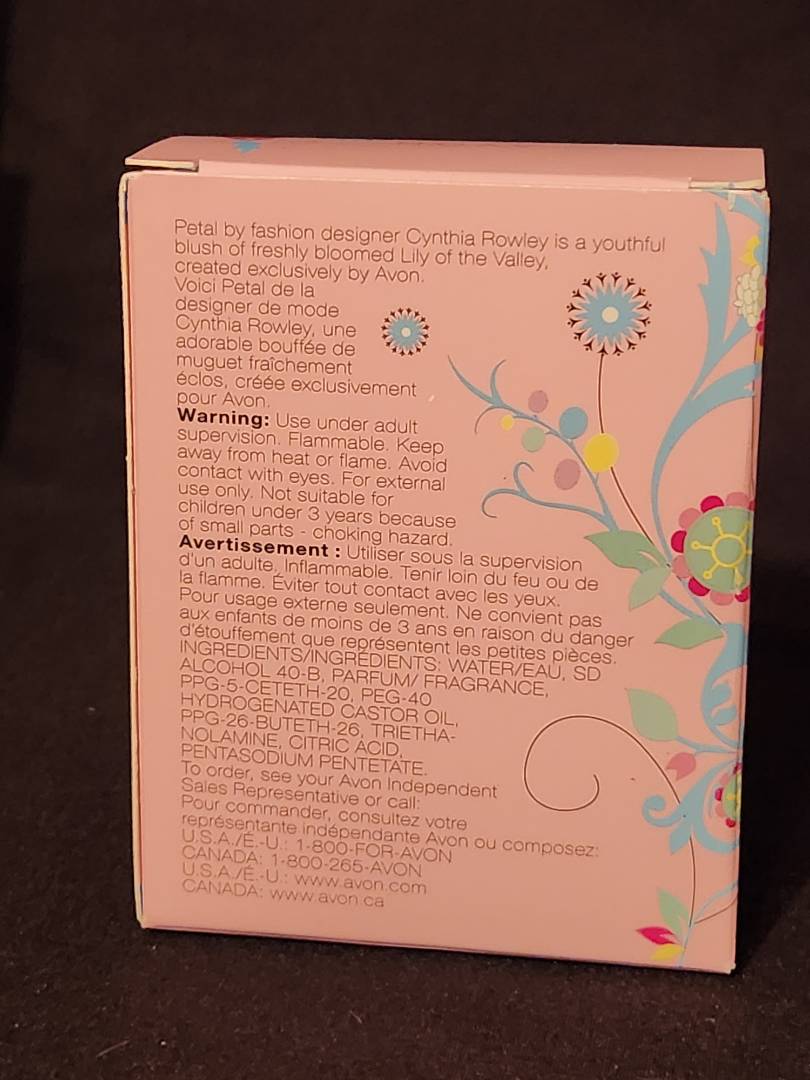 Petal by fashion designer Cynthia Rowley is a youthful
blush of freshly bloomed Lily of the Valley,
created exclusively by Avon.
Voici Petal de la
designer de mode
Cynthia Rowley, une
adorable bouffée de
muguet fraîchement
éclos, créée exclusivement
pour Avon.
Warning: Use under adult
supervision. Flammable. Keep
away from heat or flame. Avoid
contact with eyes. For external
use only. Not suitable for
children under 3 years because
of small parts - choking hazard.
Avertissement : Utiliser sous la supervision
d'un adulte. Inflammable. Tenir loin du feu ou de
la flamme. Éviter tout contact avec les yeux.
Pour usage externe seulement. Ne convient pas
aux enfants de moins de 3 ans en raison du danger
d'étouffement que représentent les petites pièces.
INGREDIENTS/INGRÉDIENTS: WATER/EAU, SD
ALCOHOL 40-B, PARFUM/ FRAGRANCE,
PPG-5-CETETH-20, PEG-40
HYDROGENATED CASTOR OIL,
PPG-26-BUTETH-26, TRIETHA-
NOLAMINE, CITRIC ACID,
PENTASODIUM PENTETATE.
To order, see your Avon Independent
Sales Representative or call:
Pour commander, consultez votre
représentante indépendante Avon ou composez:
U.S.A./É.-U.: 1-800-FOR-AVON
CANADA: 1-800-265-AVON
U.S.A./É.-U.: www.avon.com
CANADA: www.avon.ca